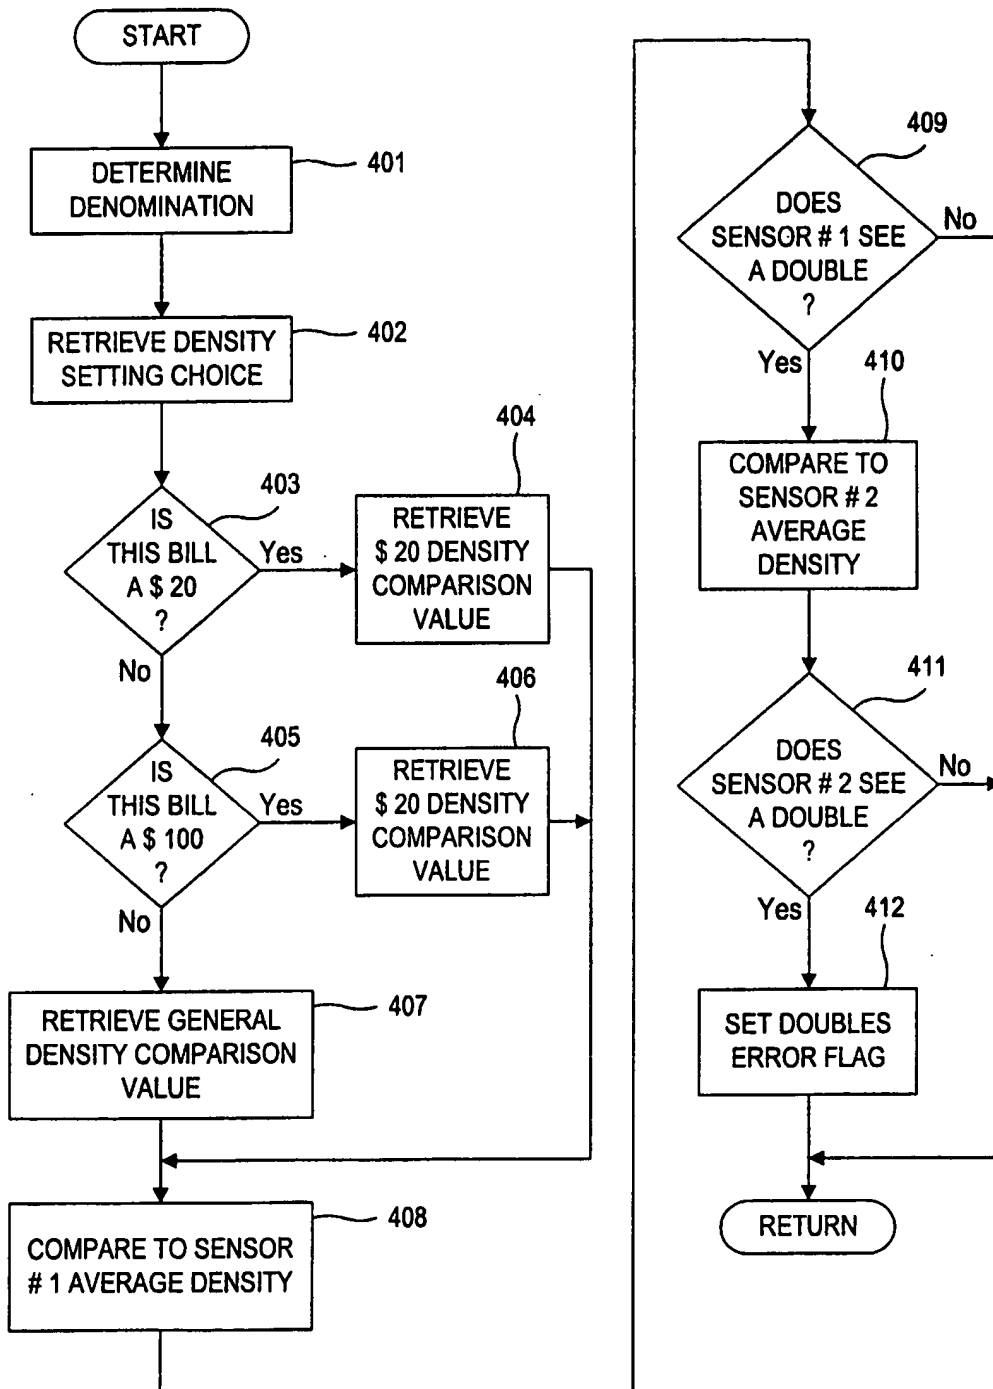 START
DETERMINE
DENOMINATION
401
RETRIEVE DENSITY
SETTING CHOICE
402
IS
THIS BILL
A $ 20
?
403
Yes
No
RETRIEVE
$ 20 DENSITY
COMPARISON
VALUE
404
IS
THIS BILL
A $ 100
?
405
Yes
No
RETRIEVE
$ 20 DENSITY
COMPARISON
VALUE
406
RETRIEVE GENERAL
DENSITY COMPARISON
VALUE
407
COMPARE TO SENSOR
# 1 AVERAGE DENSITY
408
DOES
SENSOR # 1 SEE
A DOUBLE
?
409
No
Yes
COMPARE TO
SENSOR # 2
AVERAGE
DENSITY
410
DOES
SENSOR # 2 SEE
A DOUBLE
?
411
No
Yes
SET DOUBLES
ERROR FLAG
412
RETURN